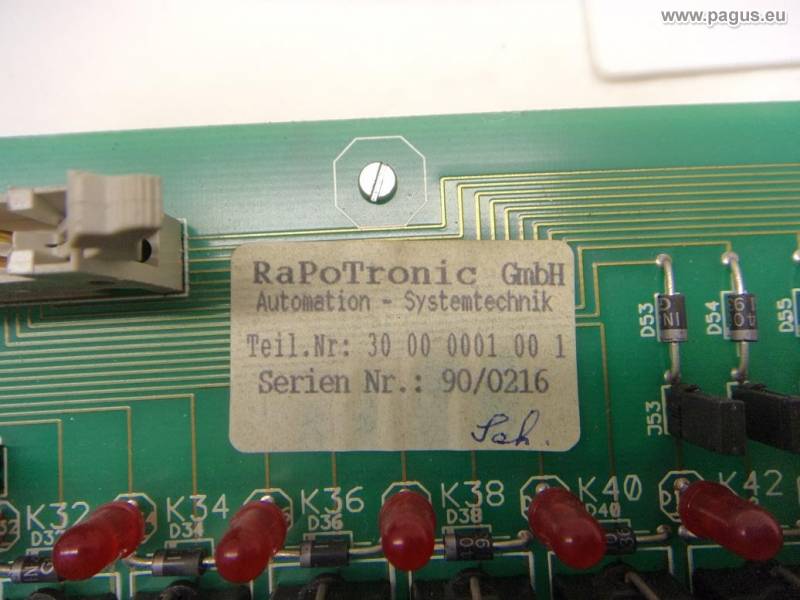 www.pagus.eu
RaPoTronic GmbH
Automation - Systemtechnik
Teil.Nr: 30 00 0001 00 1
Serien Nr.: 90/0216
Sch.
D53
D54
D55
J53
K32
K34
K36
K38
K40
K42
D34
D36
D38
D40